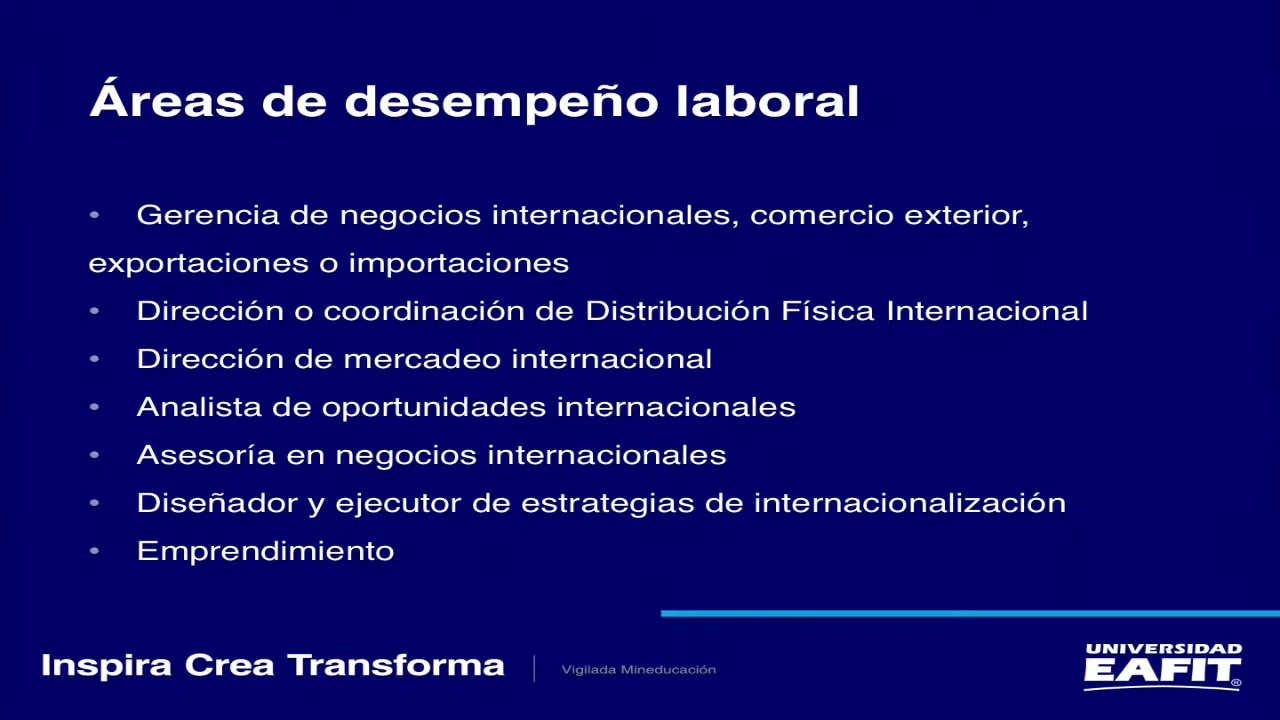 Áreas de desempeño laboral
• Gerencia de negocios internacionales, comercio exterior,
exportaciones o importaciones
• Dirección o coordinación de Distribución Física Internacional
• Dirección de mercadeo internacional
• Analista de oportunidades internacionales
• Asesoría en negocios internacionales
• Diseñador y ejecutor de estrategias de internacionalización
• Emprendimiento
Inspira Crea Transforma
Vigilada Mineducación
UNIVERSIDAD
EAFIT®